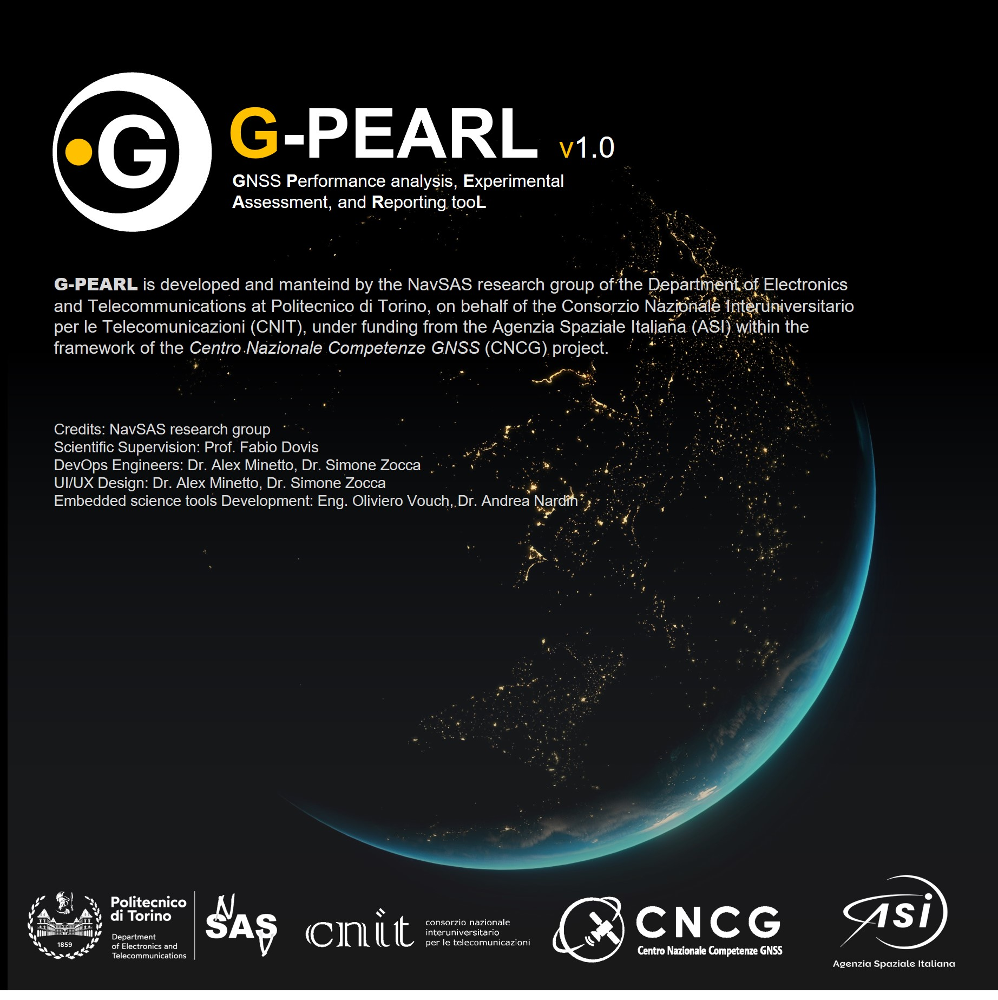 G
G-PEARL v1.0
GNSS Performance analysis, Experimental
Assessment, and Reporting tooL
G-PEARL is developed and manteind by the NavSAS research group of the Department of Electronics
and Telecommunications at Politecnico di Torino, on behalf of the Consorzio Nazionale Interuniversitario
per le Telecomunicazioni (CNIT), under funding from the Agenzia Spaziale Italiana (ASI) within the
framework of the Centro Nazionale Competenze GNSS (CNCG) project.
Credits: NavSAS research group
Scientific Supervision: Prof. Fabio Dovis
DevOps Engineers: Dr. Alex Minetto, Dr. Simone Zocca
UI/UX Design: Dr. Alex Minetto, Dr. Simone Zocca
Embedded science tools Development: Eng. Oliviero Vouch, Dr. Andrea Nardin
1859
Politecnico
di Torino
Department
of Electronics and
Telecommunications
N
SAS
V
cnit
consorzio nazionale
interuniversitario
per le telecomunicazioni
CNCG
Centro Nazionale Competenze GNSS
ASI
Agenzia Spaziale Italiana